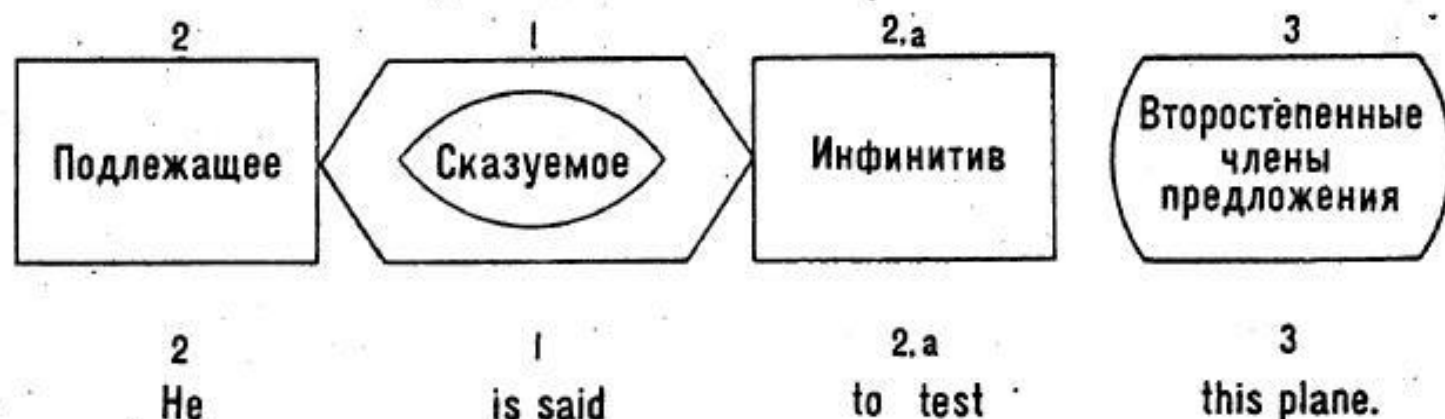 2 1 2.а 3
Подлежащее Сказуемое Инфинитив Второстепенные
члены
предложения
2 1 2.а 3
He is said to test this plane.